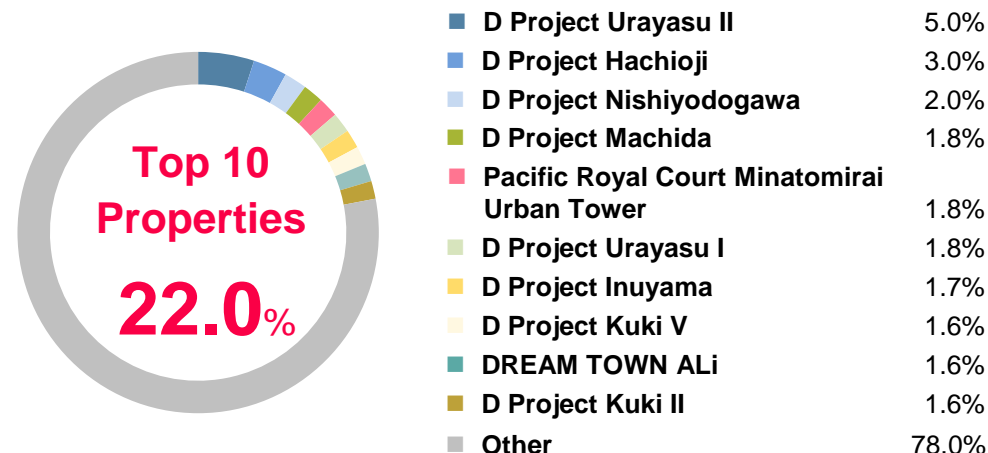 Top 10
Properties
22.0%
D Project Urayasu II 5.0%
D Project Hachioji 3.0%
D Project Nishiyodogawa 2.0%
D Project Machida 1.8%
Pacific Royal Court Minatomirai
Urban Tower 1.8%
D Project Urayasu I 1.8%
D Project Inuyama 1.7%
D Project Kuki V 1.6%
DREAM TOWN ALi 1.6%
D Project Kuki II 1.6%
Other 78.0%